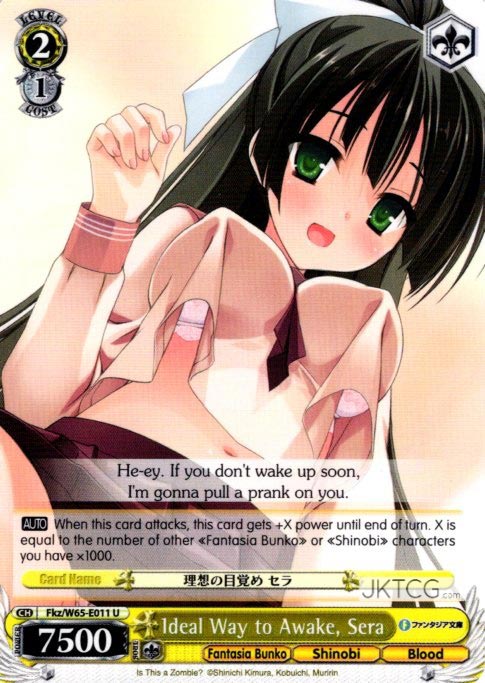 LEVEL
2
1
COST
He-ey. If you don't wake up soon,
I'm gonna pull a prank on you.
AUTO When this card attacks, this card gets +X power until end of turn. X is
equal to the number of other «Fantasia Bunko» or «Shinobi» characters
you have ×1000.
Card Name 理想の目覚め セラ
JKTCG.com
CH Fkz/W65-E011 U
POWER 7500 SOUL Ideal Way to Awake, Sera ファンタジア文庫
Fantasia Bunko Shinobi Blood
Is This a Zombie? ©Shinichi Kimura, Kobuichi, Muririn